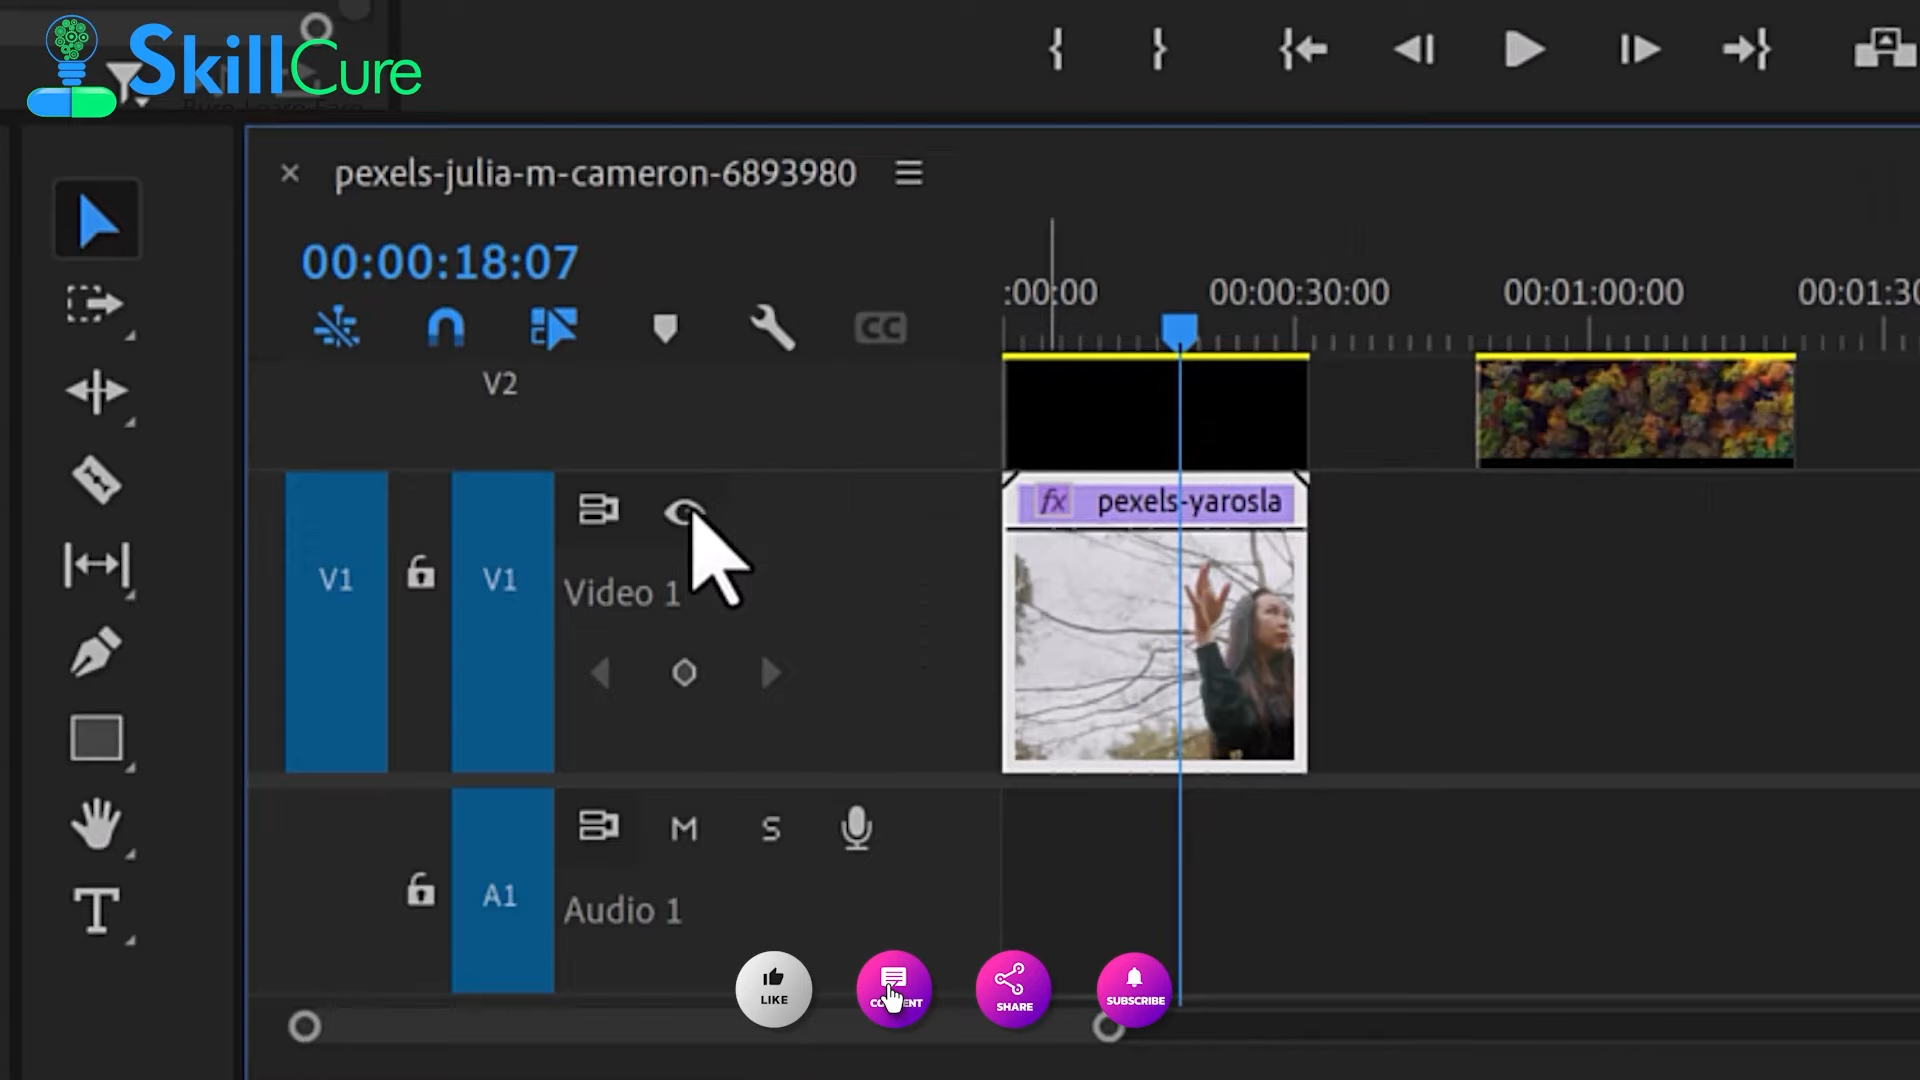 SkillCure
pexels-julia-m-cameron-6893980
00:00:18:07
:00:00
00:00:30:00
00:01:00:00
00:01:30
CC
V2
fx pexels-yarosla
V1
V1
Video 1
M S
A1
Audio 1
LIKE
SHARE
SUBSCRIBE